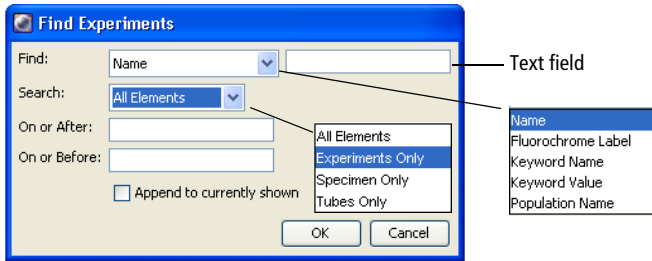 Find Experiments
Find:
Name
Text field
Search:
All Elements
On or After:
On or Before:
Append to currently shown
All Elements
Experiments Only
Specimen Only
Tubes Only
Name
Fluorochrome Label
Keyword Name
Keyword Value
Population Name
OK
Cancel